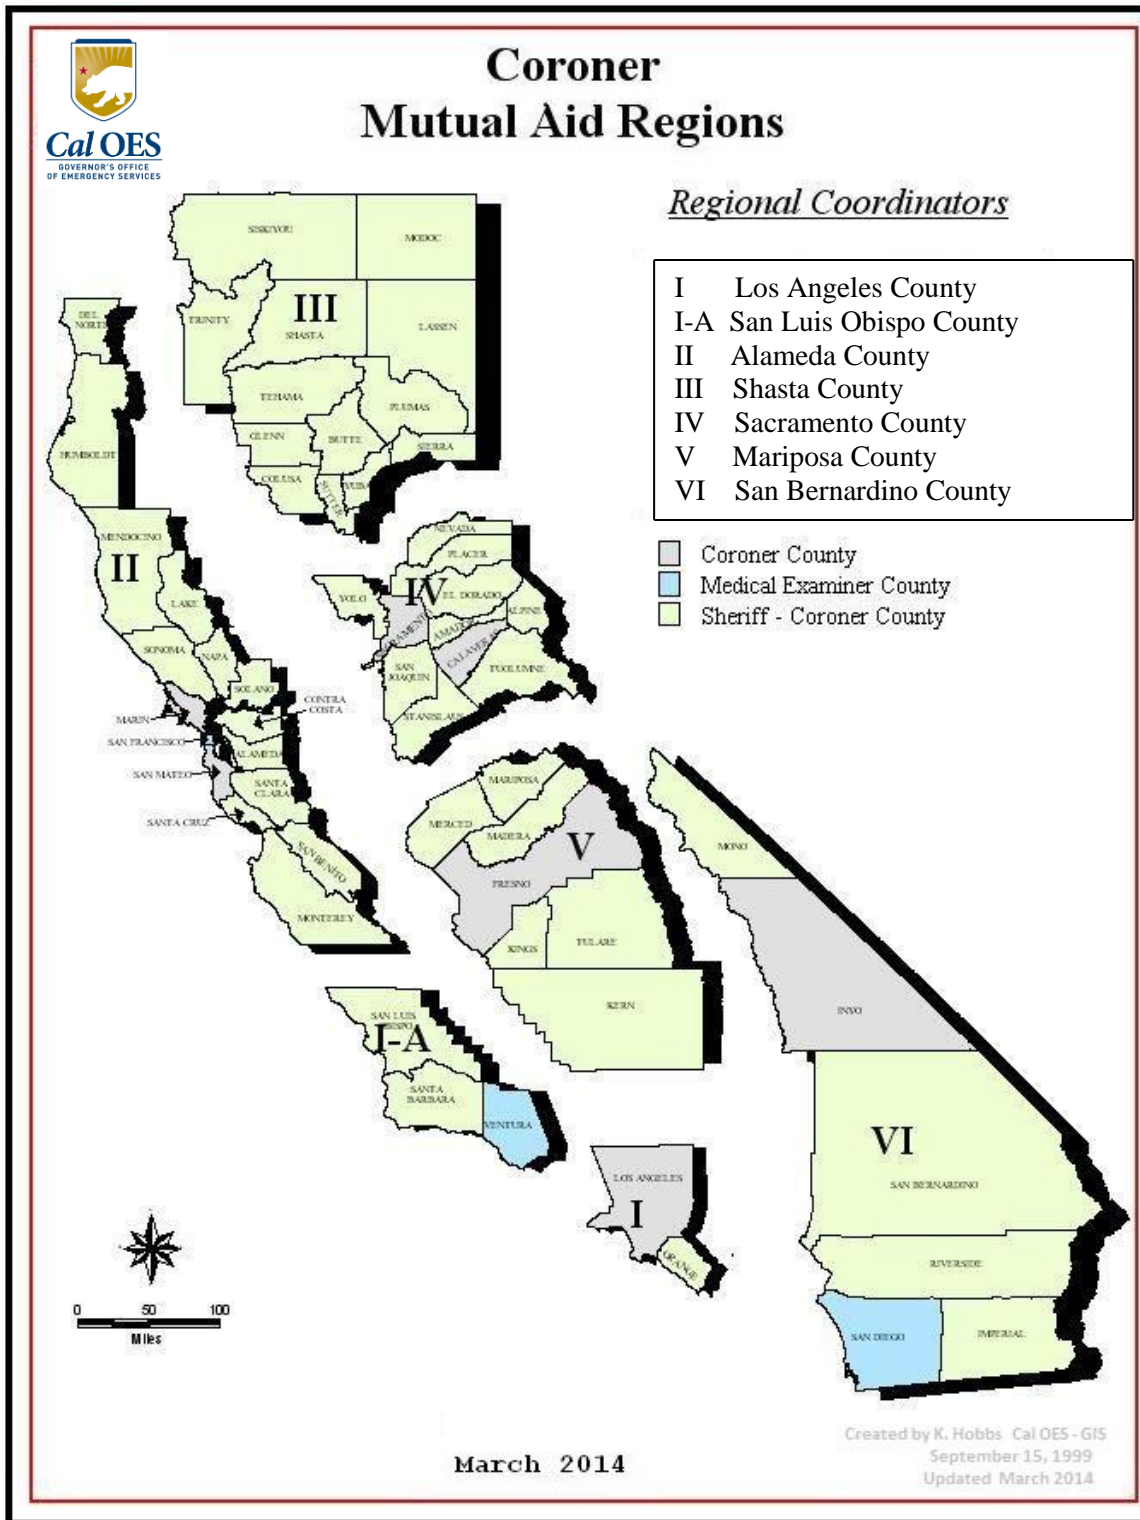 Coroner
Mutual Aid Regions
Cal OES
GOVERNOR'S OFFICE
OF EMERGENCY SERVICES
Regional Coordinators
I Los Angeles County
I-A San Luis Obispo County
II Alameda County
III Shasta County
IV Sacramento County
V Mariposa County
VI San Bernardino County
Coroner County
Medical Examiner County
Sheriff - Coroner County
SISKIYOU
MODOC
DEL
NORTE
TRINITY
III
SHASTA
LASSEN
TEHAMA
PLUMAS
GLENN
BUTTE
SIERRA
HUMBOLDT
COLUSA
SUTTER
YUBA
MENDOCINO
II
LAKE
SONOMA
NAPA
SOLANO
MARIN
CONTRA
COSTA
SAN FRANCISCO
ALAMEDA
SAN MATEO
SANTA
CLARA
SANTA CRUZ
SAN BENITO
MONTEREY
NEVADA
PLACER
YOLO
IV
EL DORADO
ALPINE
SACRAMENTO
AMADOR
CALAVERAS
SAN
JOAQUIN
TUOLUMNE
STANISLAUS
MARIPOSA
MERCED
MADERA
V
FRESNO
KINGS
TULARE
KERN
MONO
INYO
SAN LUIS
OBISPO
I-A
SANTA
BARBARA
VENTURA
LOS ANGELES
I
ORANGE
VI
SAN BERNARDINO
RIVERSIDE
SAN DIEGO
IMPERIAL
0 50 100
Miles
March 2014
Created by K. Hobbs Cal OES - GIS
September 15, 1999
Updated March 2014